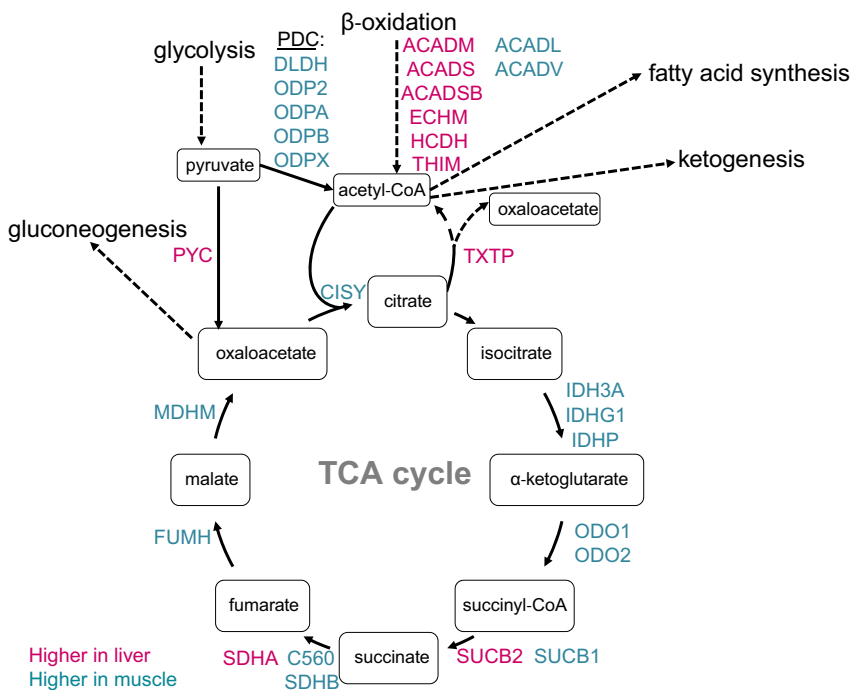 β-oxidation
glycolysis
PDC:
DLDH
ODP2
ODPA
ODPB
ODPX
ACADM
ACADS
ACADSB
ECHM
HCDH
THIM
ACADL
ACADV
fatty acid synthesis
ketogenesis
pyruvate
acetyl-CoA
oxaloacetate
gluconeogenesis
PYC
TXTP
CISY
citrate
oxaloacetate
isocitrate
MDHM
IDH3A
IDHG1
IDHP
malate
TCA cycle
α-ketoglutarate
FUMH
ODO1
ODO2
fumarate
succinyl-CoA
SDHA
C560
SDHB
succinate
SUCB2
SUCB1
Higher in liver
Higher in muscle